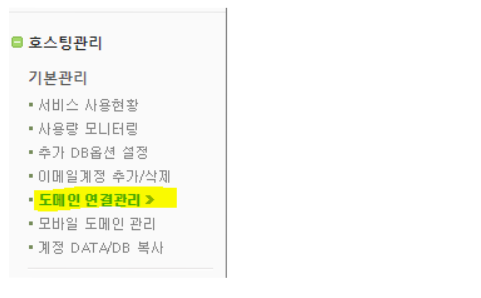 호스팅관리
기본관리
서비스 사용현황
사용량 모니터링
추가 DB옵션 설정
이메일계정 추가/삭제
도메인 연결관리 »
모바일 도메인 관리
계정 DATA/DB 복사